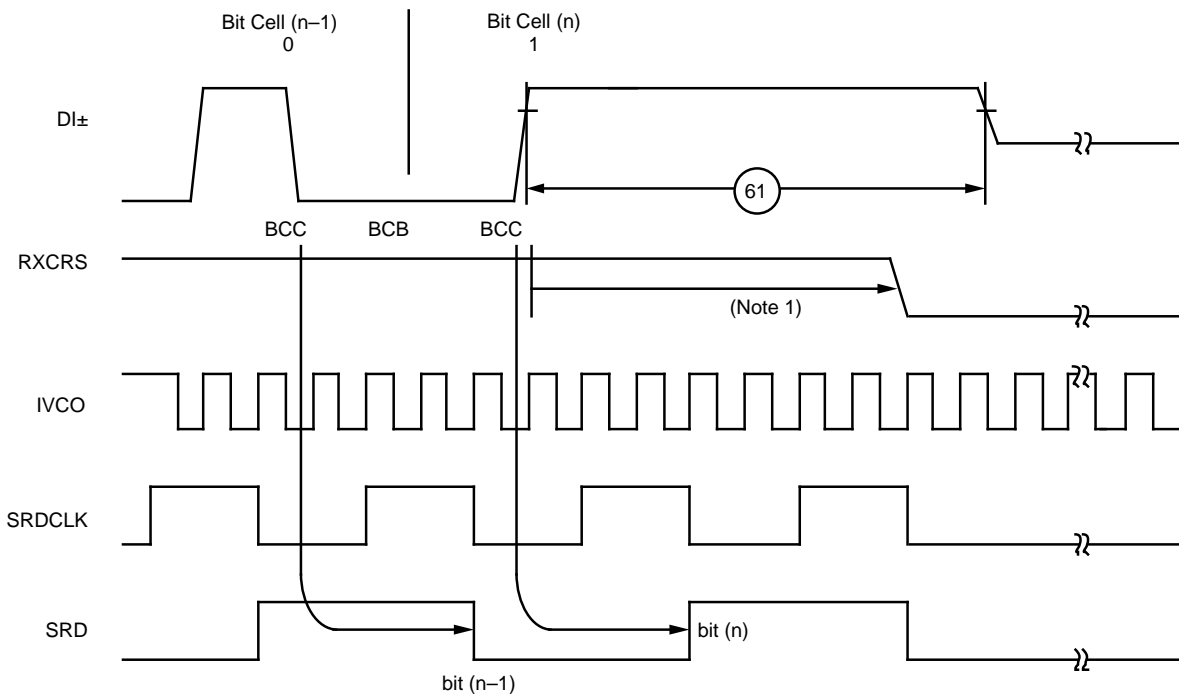 Bit Cell (n–1)
0
Bit Cell (n)
1
DI±
61
BCC
BCB
BCC
RXCRS
(Note 1)
IVCO
SRDCLK
SRD
bit (n)
bit (n–1)